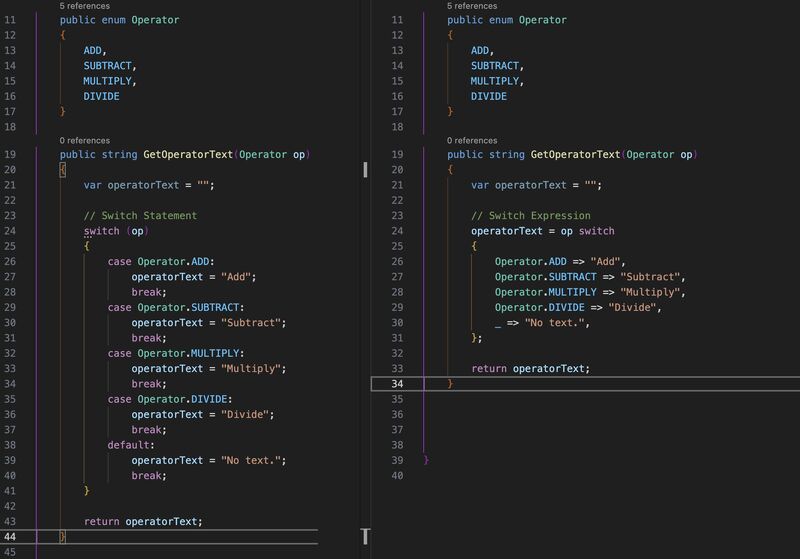 5 references
11 public enum Operator
12 {
13 ADD,
14 SUBTRACT,
15 MULTIPLY,
16 DIVIDE
17 }
18
0 references
19 public string GetOperatorText(Operator op)
20 {
21 var operatorText = "";
22
23 // Switch Statement
24 switch (op)
25 {
26 case Operator.ADD:
27 operatorText = "Add";
28 break;
29 case Operator.SUBTRACT:
30 operatorText = "Subtract";
31 break;
32 case Operator.MULTIPLY:
33 operatorText = "Multiply";
34 break;
35 case Operator.DIVIDE:
36 operatorText = "Divide";
37 break;
38 default:
39 operatorText = "No text.";
40 break;
41 }
42
43 return operatorText;
44 }
45
5 references
11 public enum Operator
12 {
13 ADD,
14 SUBTRACT,
15 MULTIPLY,
16 DIVIDE
17 }
18
0 references
19 public string GetOperatorText(Operator op)
20 {
21 var operatorText = "";
22
23 // Switch Expression
24 operatorText = op switch
25 {
26 Operator.ADD => "Add",
27 Operator.SUBTRACT => "Subtract",
28 Operator.MULTIPLY => "Multiply",
29 Operator.DIVIDE => "Divide",
30 _ => "No text.",
31 };
32
33 return operatorText;
34 }
35
36
37
38
39 }
40